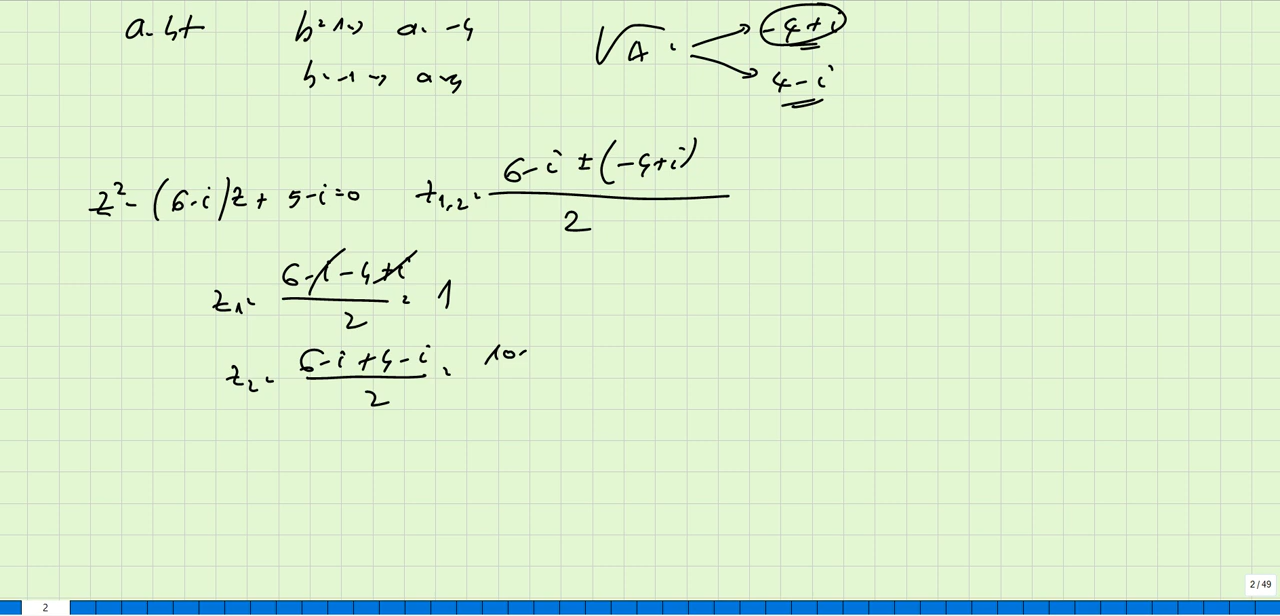 b=1 → a=-4
b=-1 → a=4
√Δ = -4+i
4-i
z² - (6-i)z + 5-i=0 z₁,₂= (6-i ± (-4+i))/2
z₁= (6-i-4+i)/2 = 1
z₂= (6-i+4-i)/2 = 10-
2/49
2